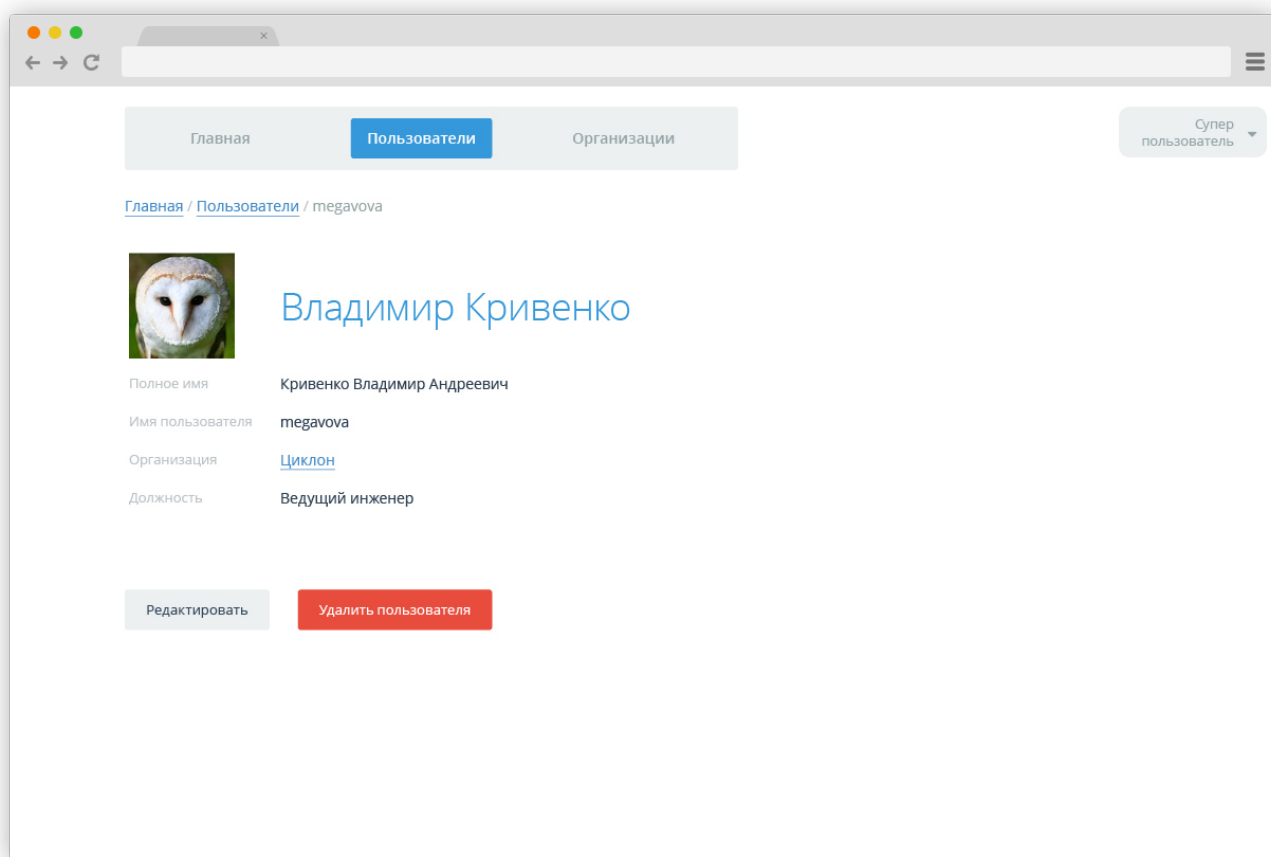 Главная Пользователи Организации
Супер
пользователь
Главная / Пользователи / megavova
Владимир Кривенко
Полное имя Кривенко Владимир Андреевич
Имя пользователя megavova
Организация Циклон
Должность Ведущий инженер
Редактировать Удалить пользователя